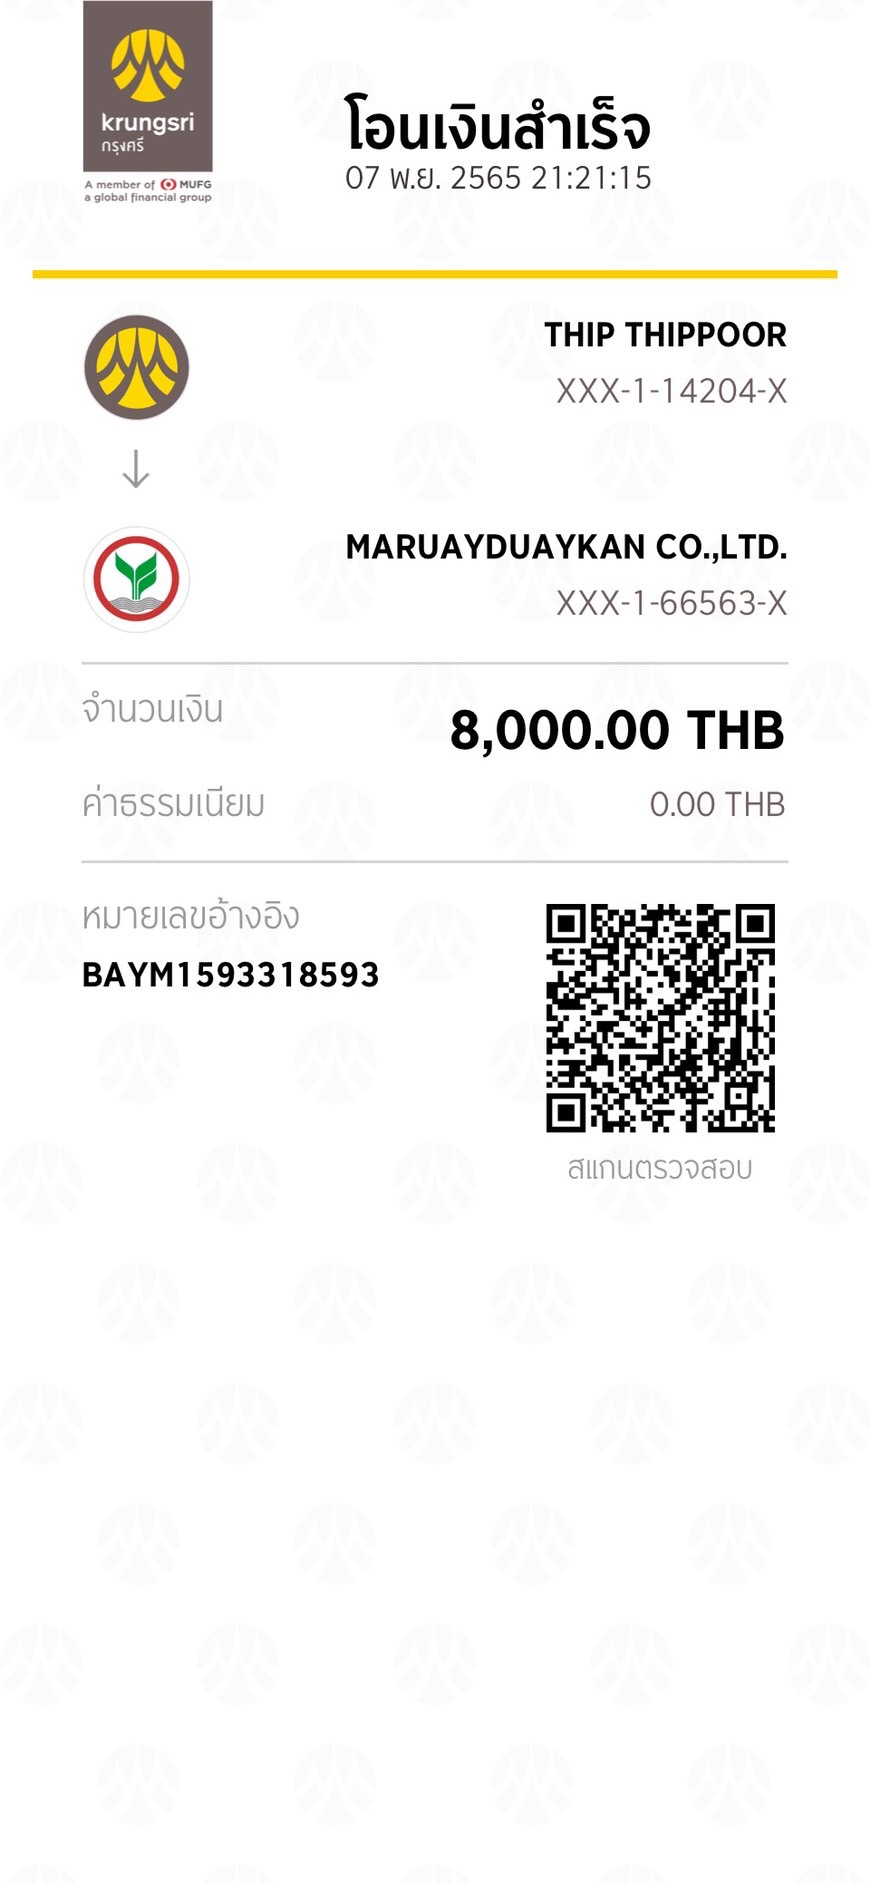 krungsri
กรุงศรี
A member of MUFG
a global financial group
โอนเงินสำเร็จ
07 พ.ย. 2565 21:21:15
THIP THIPPOOR
XXX-1-14204-X
MARUAYDUAYKAN CO.,LTD.
XXX-1-66563-X
จำนวนเงิน
8,000.00 THB
ค่าธรรมเนียม
0.00 THB
หมายเลขอ้างอิง
BAYM1593318593
สแกนตรวจสอบ